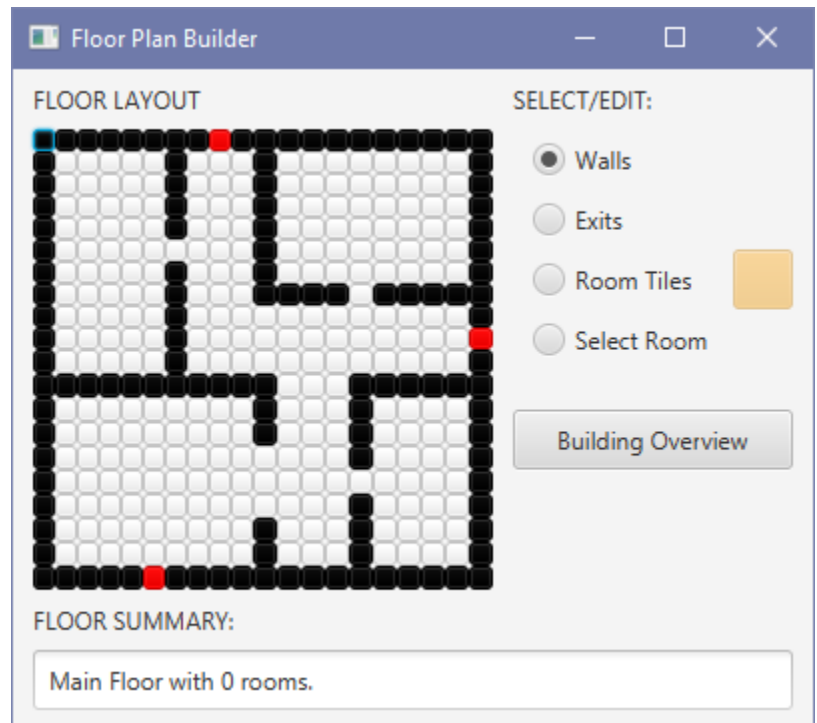 Floor Plan Builder
FLOOR LAYOUT
SELECT/EDIT:
Walls
Exits
Room Tiles
Select Room
Building Overview
FLOOR SUMMARY:
Main Floor with 0 rooms.